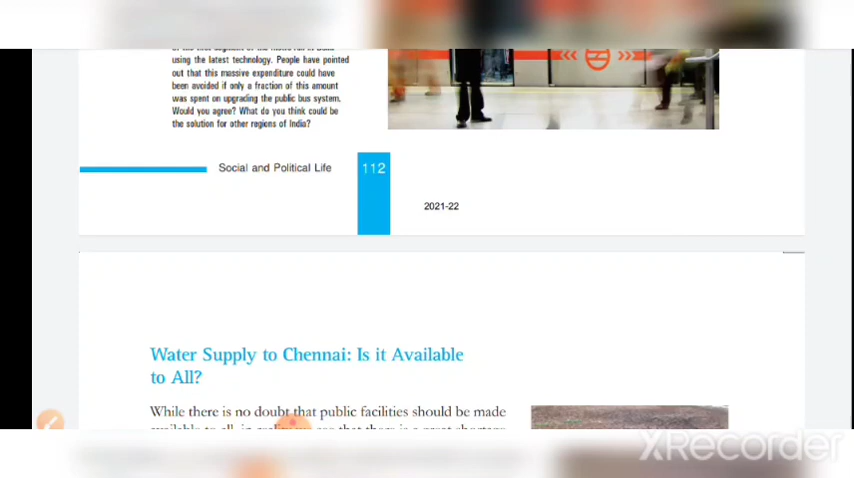 using the latest technology. People have pointed
out that this massive expenditure could have
been avoided if only a fraction of this amount
was spent on upgrading the public bus system.
Would you agree? What do you think could be
the solution for other regions of India?
Social and Political Life
112
2021-22
Water Supply to Chennai: Is it Available
to All?
While there is no doubt that public facilities should be made
XRecorder